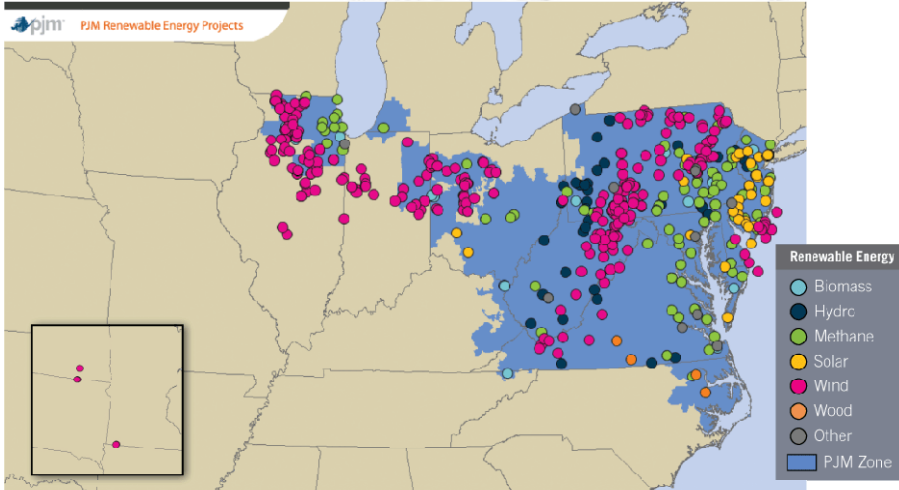 pjm PJM Renewable Energy Projects
Renewable Energy
Biomass
Hydro
Methane
Solar
Wind
Wood
Other
PJM Zone